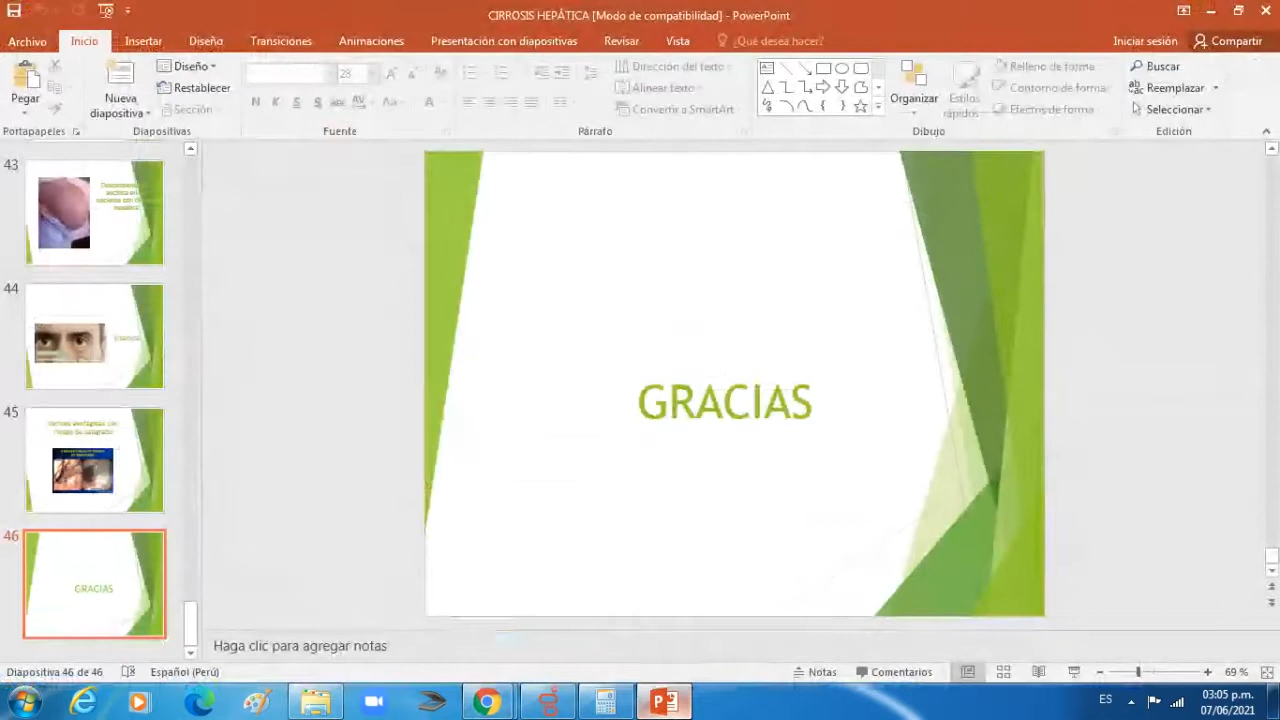 CIRROSIS HEPÁTICA [Modo de compatibilidad] - PowerPoint
Archivo Inicio Insertar Diseño Transiciones Animaciones Presentación con diapositivas Revisar Vista ¿Qué desea hacer? Iniciar sesión Compartir
Pegar
Nueva diapositiva
Diseño
Restablecer
Sección
28
N K S
Dirección del texto
Alinear texto
Convertir a SmartArt
Organizar
Estilos rápidos
Relleno de forma
Contorno de forma
Efectos de forma
Buscar
Reemplazar
Seleccionar
Portapapeles Diapositivas Fuente Párrafo Dibujo Edición
43
44
45
46
GRACIAS
GRACIAS
Haga clic para agregar notas
Diapositiva 46 de 46 Español (Perú) Notas Comentarios 69 %
ES
03:05 p.m.
07/06/2021